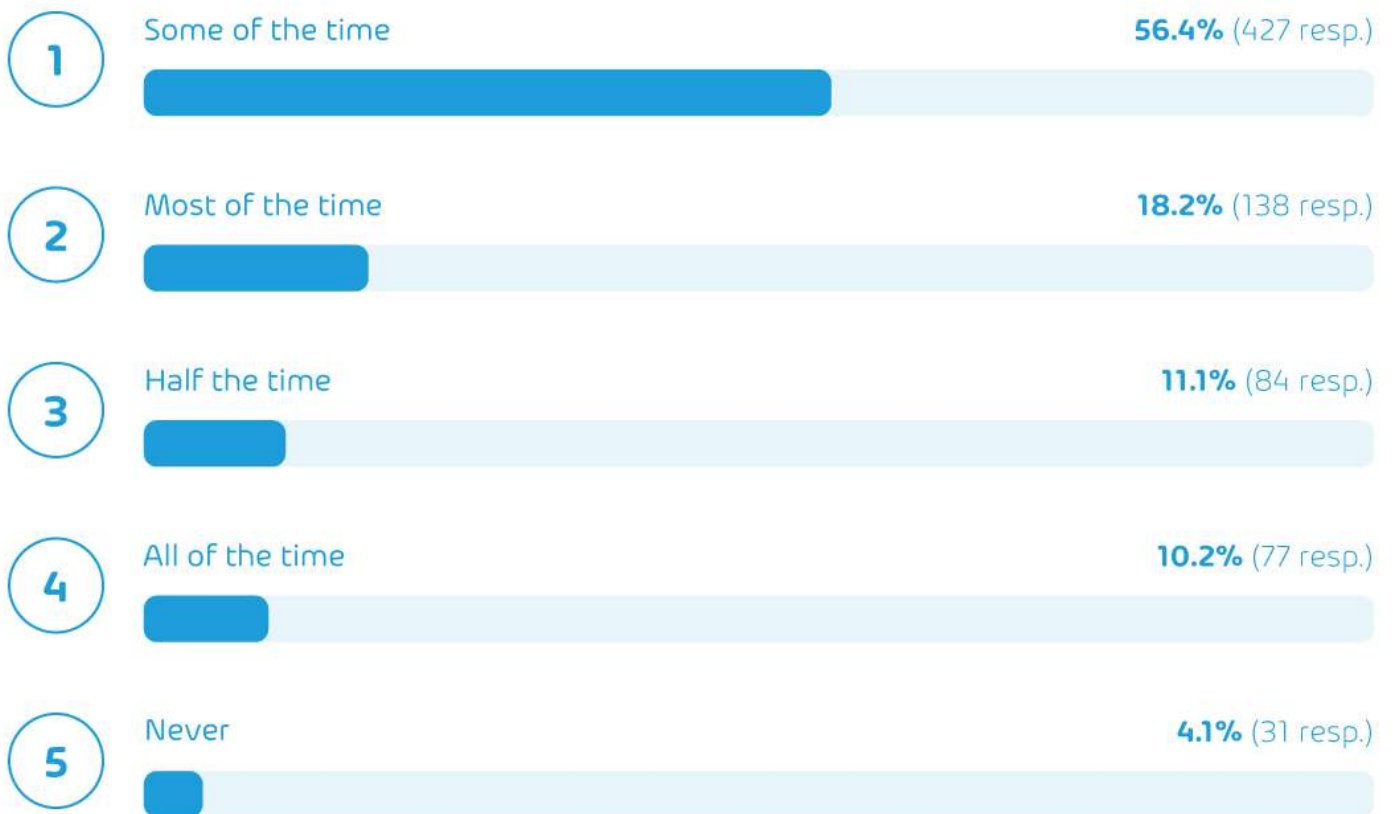 1 Some of the time 56.4% (427 resp.)
2 Most of the time 18.2% (138 resp.)
3 Half the time 11.1% (84 resp.)
4 All of the time 10.2% (77 resp.)
5 Never 4.1% (31 resp.)